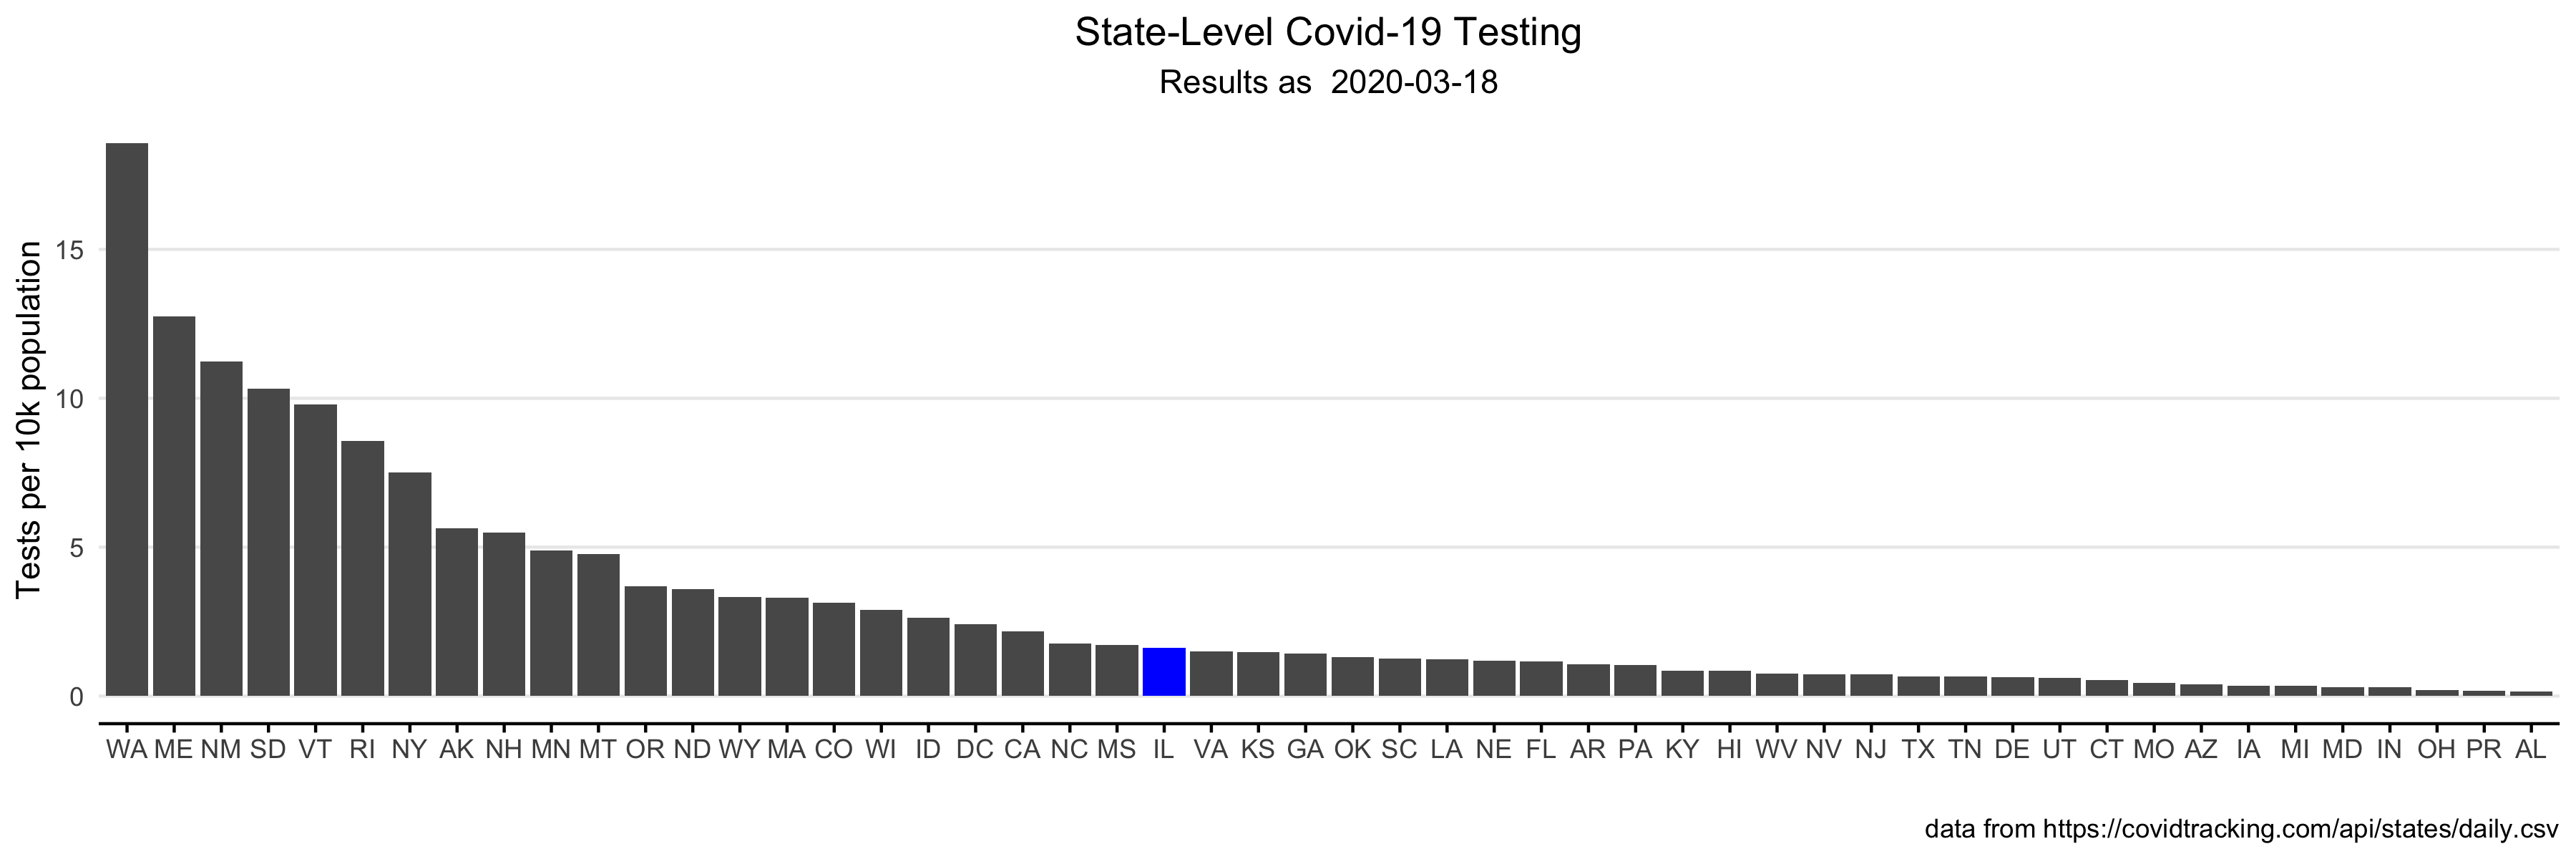 State-Level Covid-19 Testing
Results as  2020-03-18
Tests per 10k population
15
10
5
0
WA ME NM SD VT RI NY AK NH MN MT OR ND WY MA CO WI ID DC CA NC MS IL VA KS GA OK SC LA NE FL AR PA KY HI WV NV NJ TX TN DE UT CT MO AZ IA MI MD IN OH PR AL
data from https://covidtracking.com/api/states/daily.csv